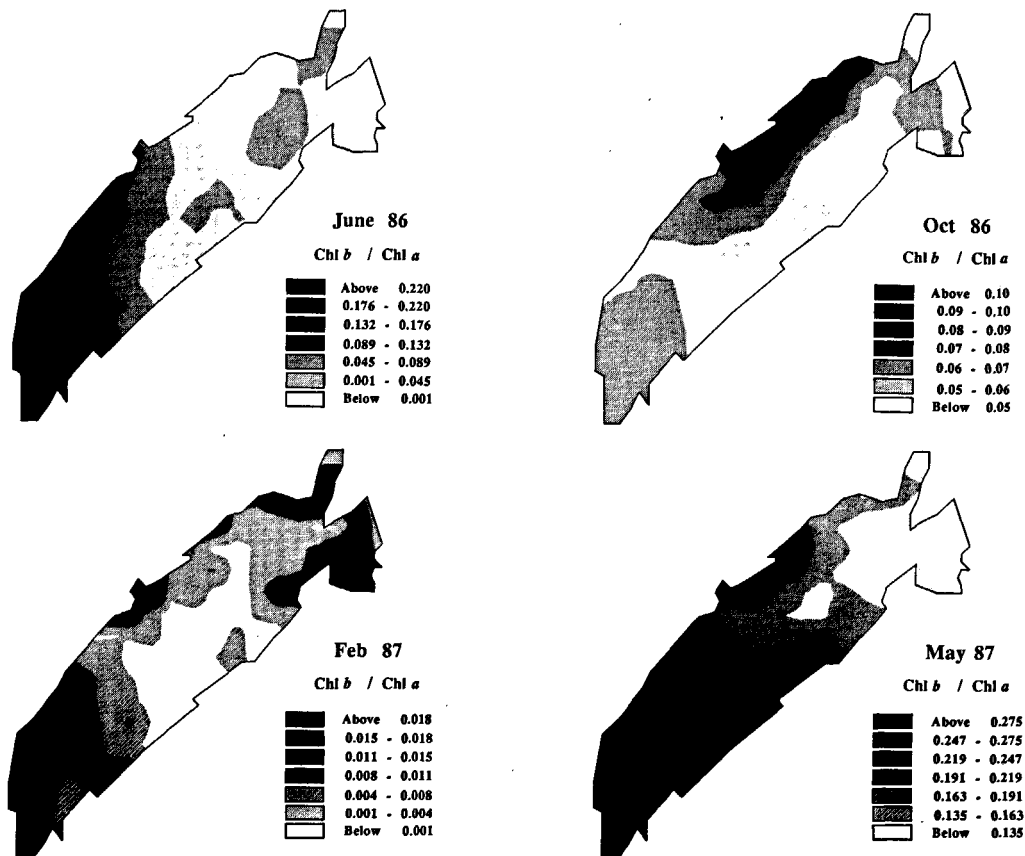 June 86
Chl b / Chl a
Above 0.220
0.176 - 0.220
0.132 - 0.176
0.089 - 0.132
0.045 - 0.089
0.001 - 0.045
Below 0.001
Oct 86
Chl b / Chl a
Above 0.10
0.09 - 0.10
0.08 - 0.09
0.07 - 0.08
0.06 - 0.07
0.05 - 0.06
Below 0.05
Feb 87
Chl b / Chl a
Above 0.018
0.015 - 0.018
0.011 - 0.015
0.008 - 0.011
0.004 - 0.008
0.001 - 0.004
Below 0.001
May 87
Chl b / Chl a
Above 0.275
0.247 - 0.275
0.219 - 0.247
0.191 - 0.219
0.163 - 0.191
0.135 - 0.163
Below 0.135